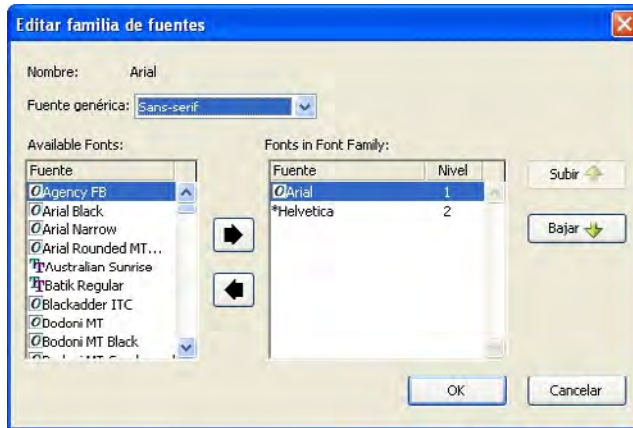 Editar familia de fuentes
Nombre: Arial
Fuente genérica: Sans-serif
Available Fonts:
Fuente
Agency FB
Arial Black
Arial Narrow
Arial Rounded MT...
Australian Sunrise
Batik Regular
Blackadder ITC
Bodoni MT
Bodoni MT Black
Fonts in Font Family:
Fuente Nivel
Arial 1
*Helvetica 2
Subir
Bajar
OK
Cancelar